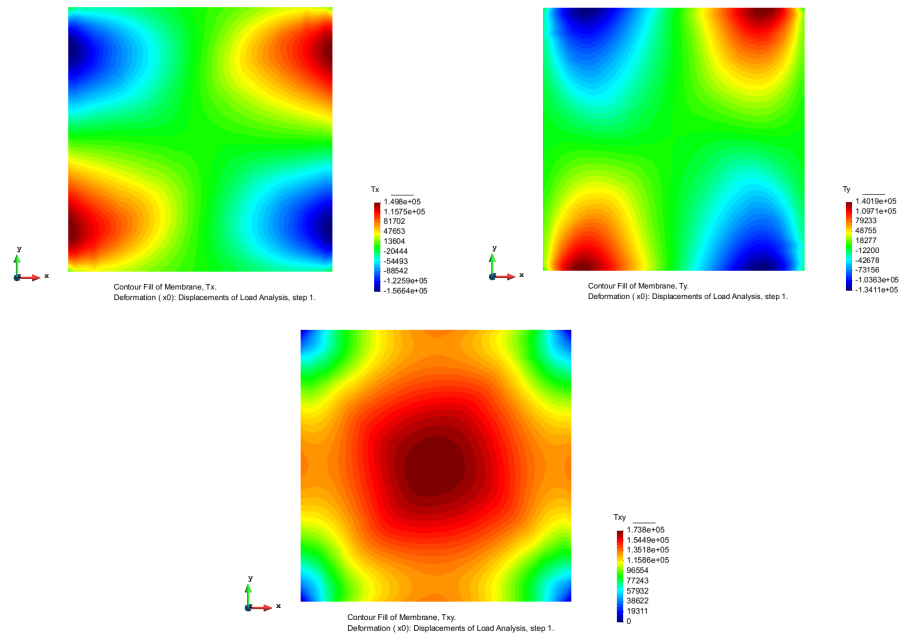 Tx
1.498e+05
1.1575e+05
81702
47653
13604
-20444
-54493
-88542
-1.2259e+05
-1.5664e+05
y
x
Contour Fill of Membrane, Tx.
Deformation ( x0): Displacements of Load Analysis, step 1.
Ty
1.4019e+05
1.0971e+05
79233
48755
18277
-12200
-42678
-73156
-1.0363e+05
-1.3411e+05
y
x
Contour Fill of Membrane, Ty.
Deformation ( x0): Displacements of Load Analysis, step 1.
Txy
1.738e+05
1.5449e+05
1.3518e+05
1.1586e+05
96554
77243
57932
38622
19311
0
y
x
Contour Fill of Membrane, Txy.
Deformation ( x0): Displacements of Load Analysis, step 1.